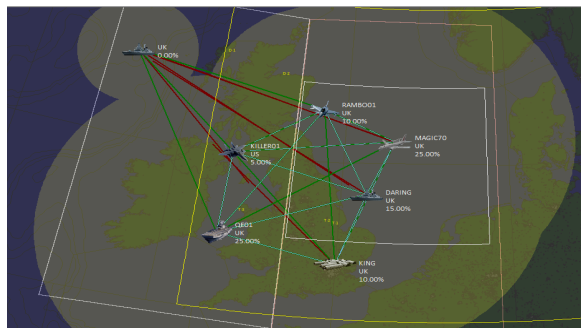 UK
0.00%
RAMBO01
UK
10.00%
MAGIC70
UK
25.00%
KILLER01
US
5.00%
DARING
UK
15.00%
QE01
UK
25.00%
KING
UK
10.00%